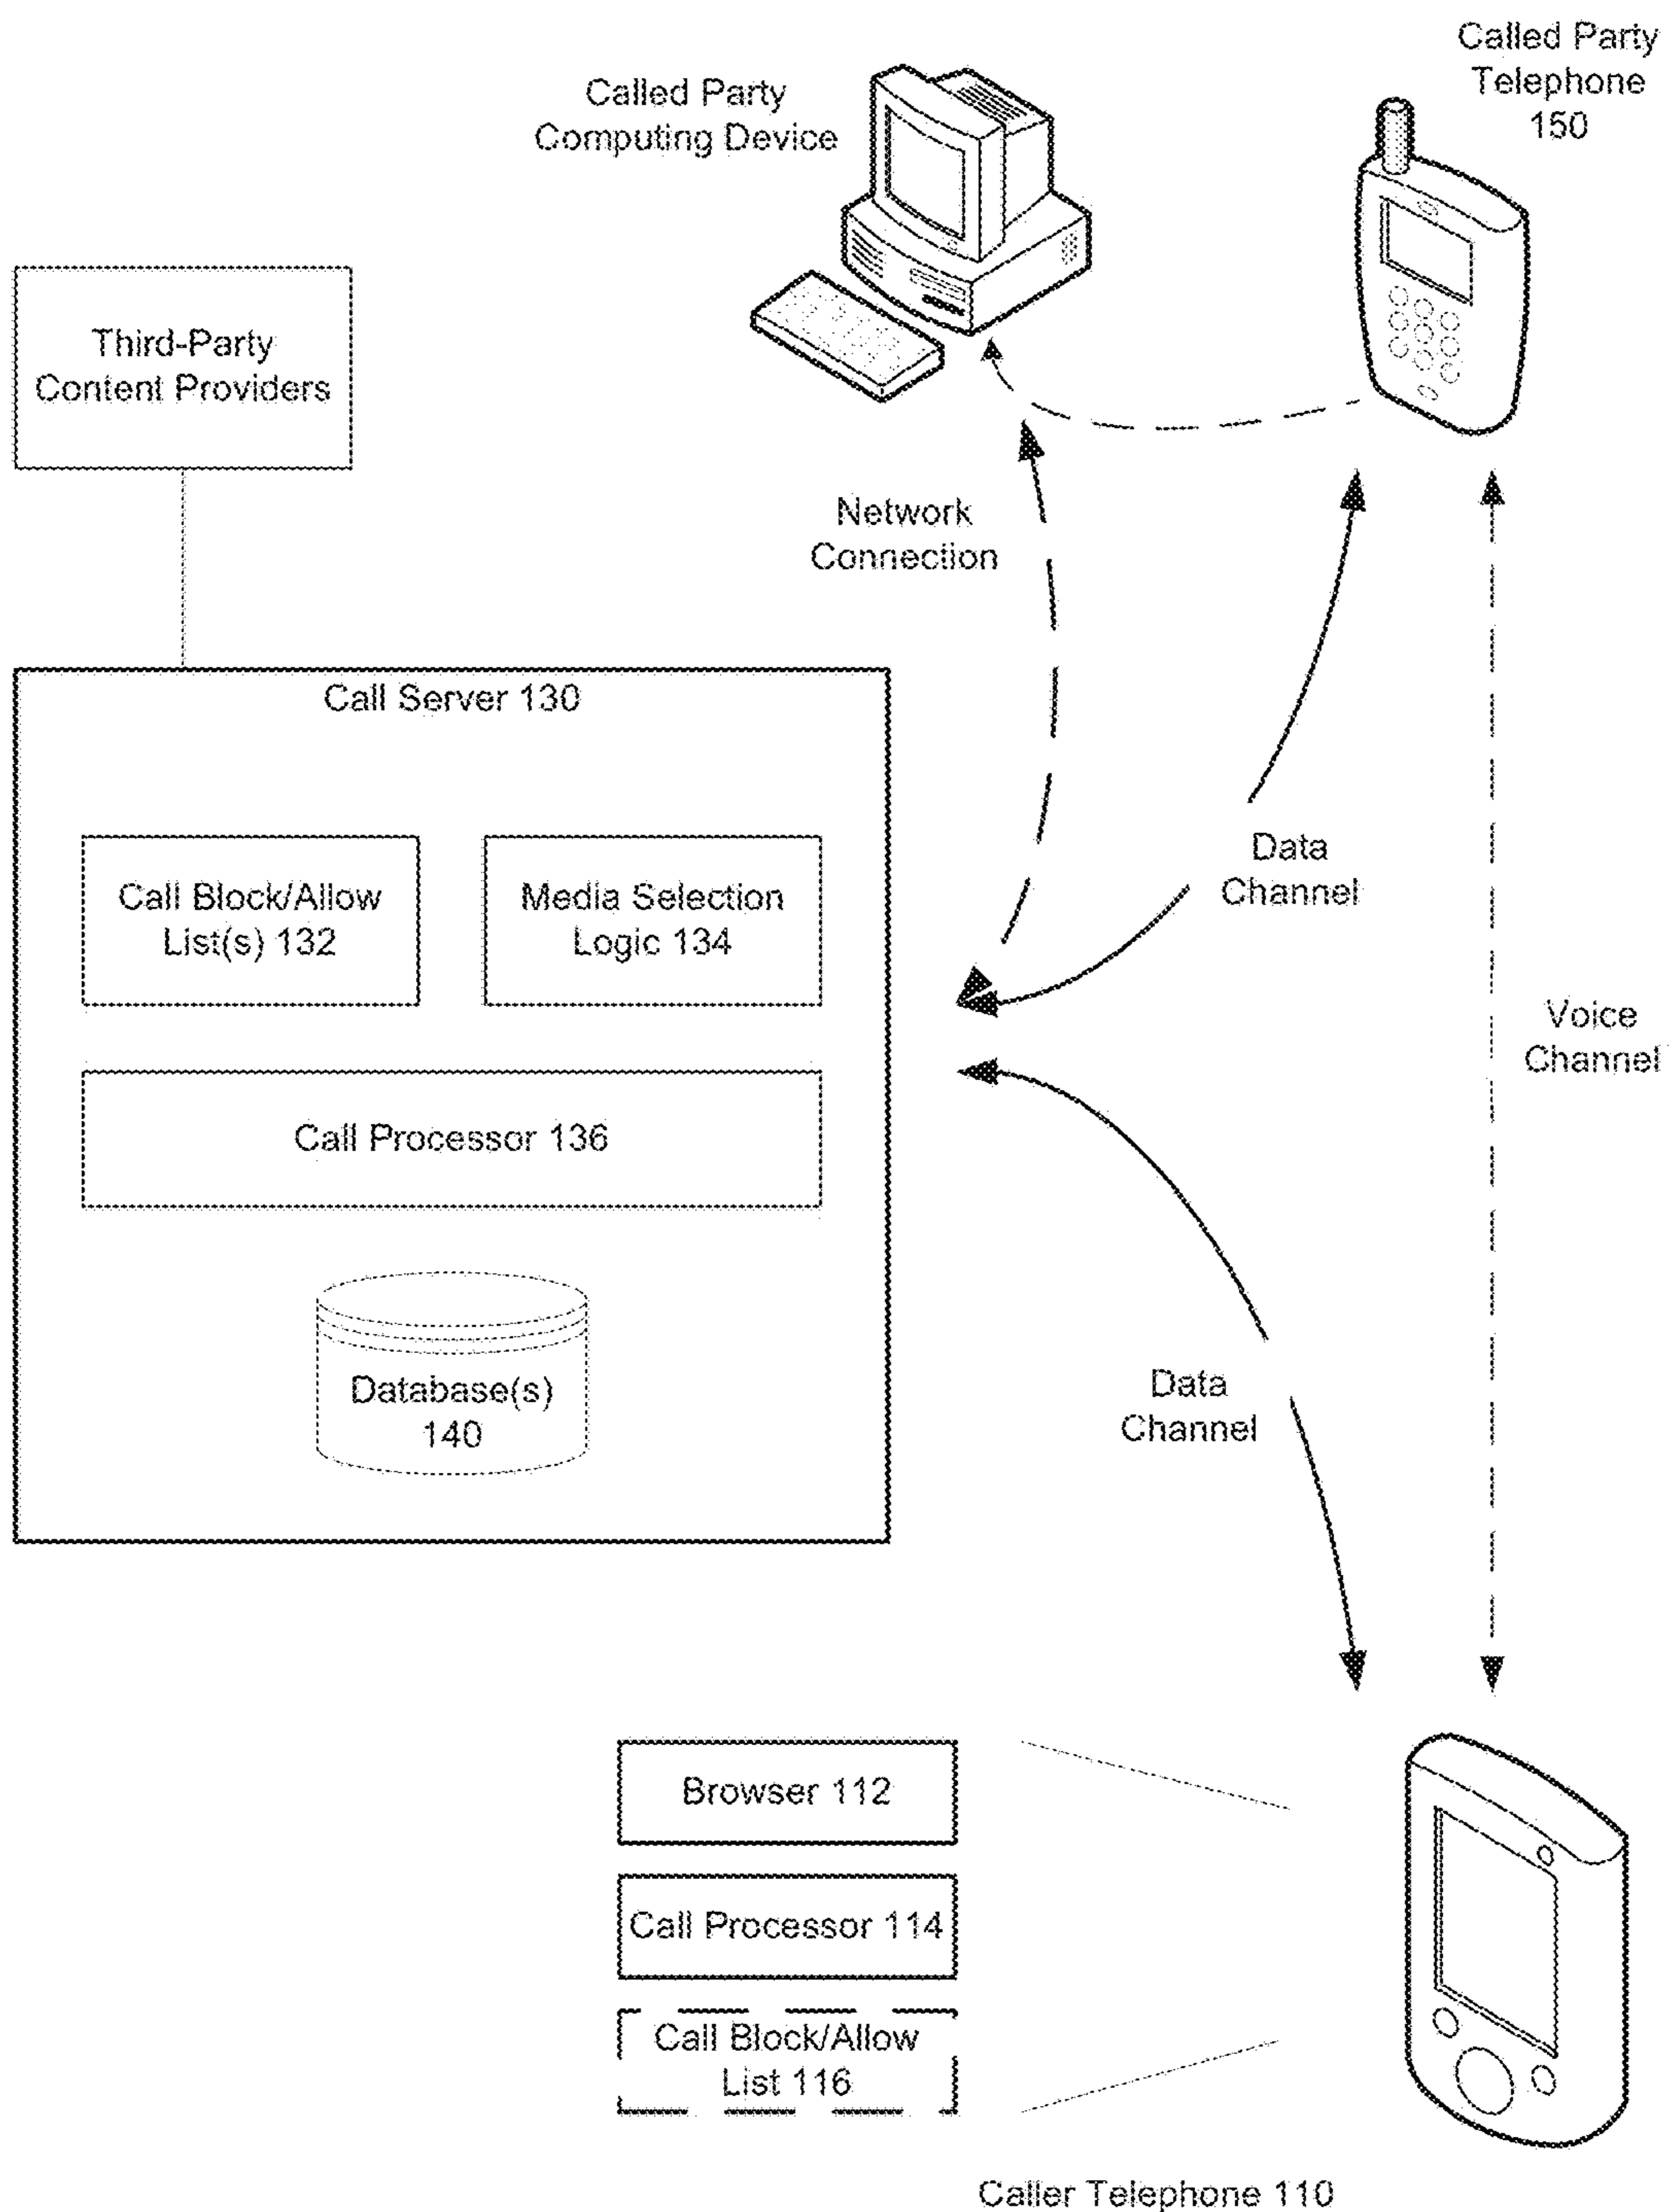 Called Party
Telephone
150
Called Party
Computing Device
Third-Party
Content Providers
Network
Connection
Call Server 130
Data
Channel
Call Block/Allow
List(s) 132
Media Selection
Logic 134
Voice
Channel
Call Processor 136
Database(s)
140
Data
Channel
Browser 112
Call Processor 114
Call Block/Allow
List 116
Caller Telephone 110